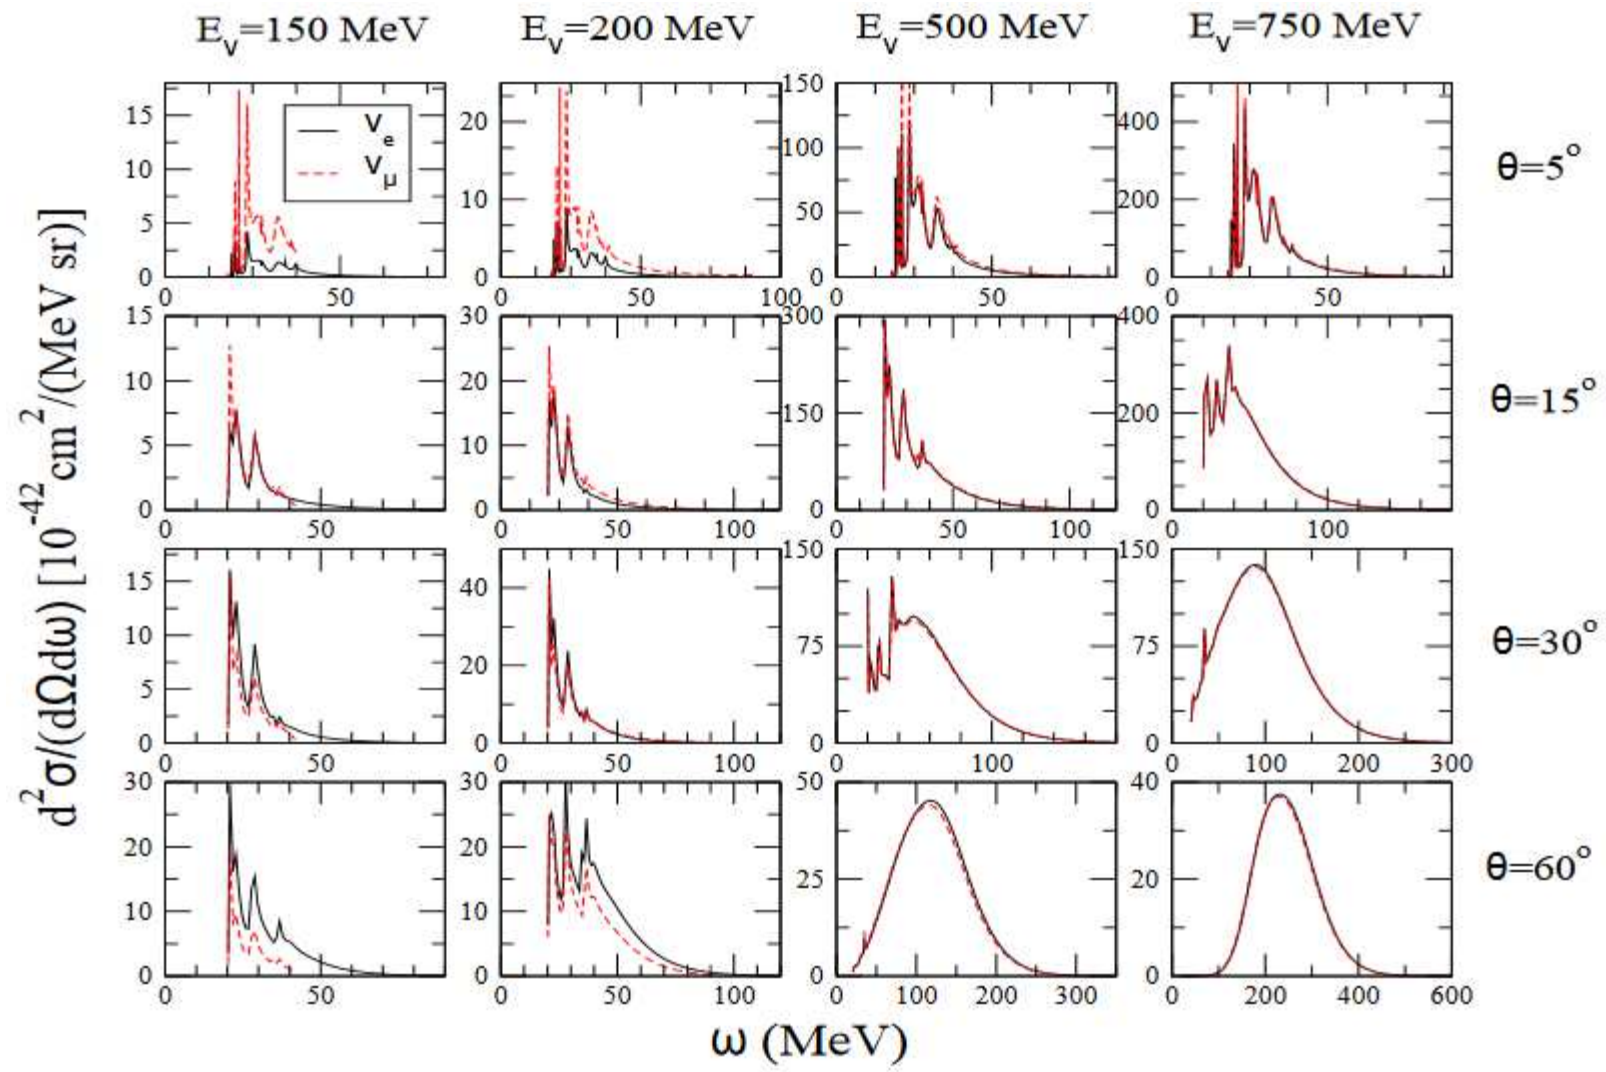 E_ν=150 MeV E_ν=200 MeV E_ν=500 MeV E_ν=750 MeV
15 10 5 0 0 50
ν_e
ν_μ
20 10 0 0 50 100
150 100 50 0 0 50
400 200 0 0 50
θ=5°
15 10 5 0 0 50
30 20 10 0 0 50 100
300 150 0 0 50 100
400 200 0 0 100
θ=15°
15 10 5 0 0 50
40 20 0 0 50 100
150 75 0 0 100
150 75 0 0 100 200 300
θ=30°
30 20 10 0 0 50
30 20 10 0 0 50 100
50 25 0 0 100 200 300
40 20 0 0 200 400 600
θ=60°
d²σ/(dΩdω) [10⁻⁴² cm²/(MeV sr)]
ω (MeV)